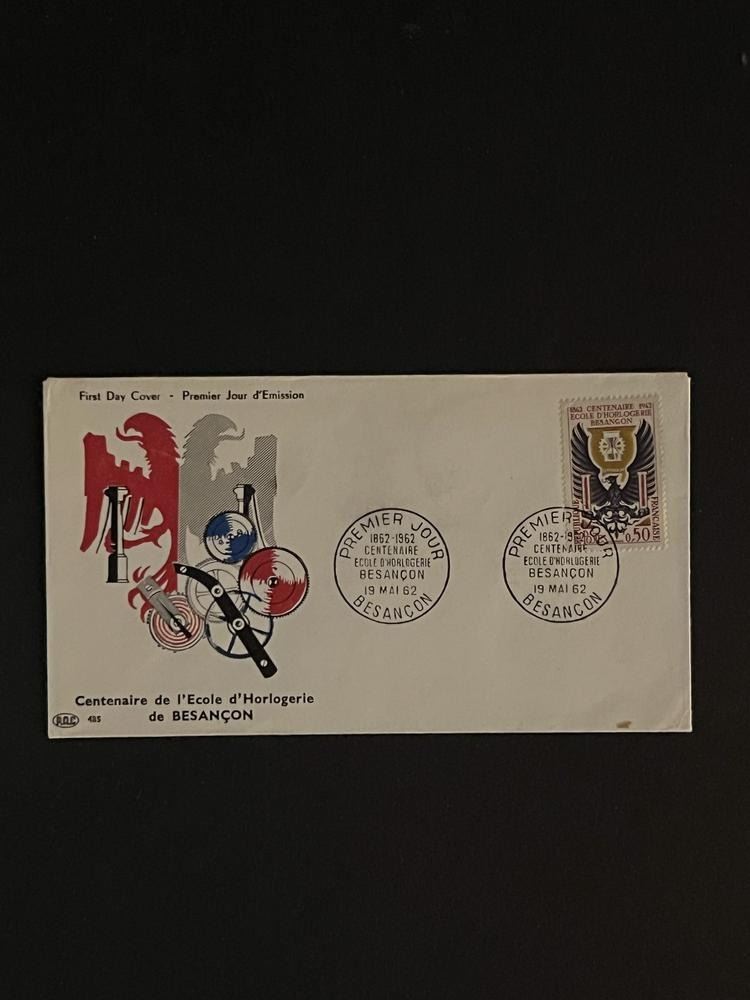 First Day Cover - Premier Jour d'Emission
1862 CENTENAIRE 1962
ECOLE D'HORLOGERIE
BESANÇON
FRANÇAISE
0,50
PREMIER JOUR
1862-1962
CENTENAIRE
ECOLE D'HORLOGERIE
BESANÇON
19 MAI 62
BESANÇON
PREMIER JOUR
1862-1962
CENTENAIRE
ECOLE D'HORLOGERIE
BESANÇON
19 MAI 62
BESANÇON
Centenaire de l'Ecole d'Horlogerie
de BESANÇON
485